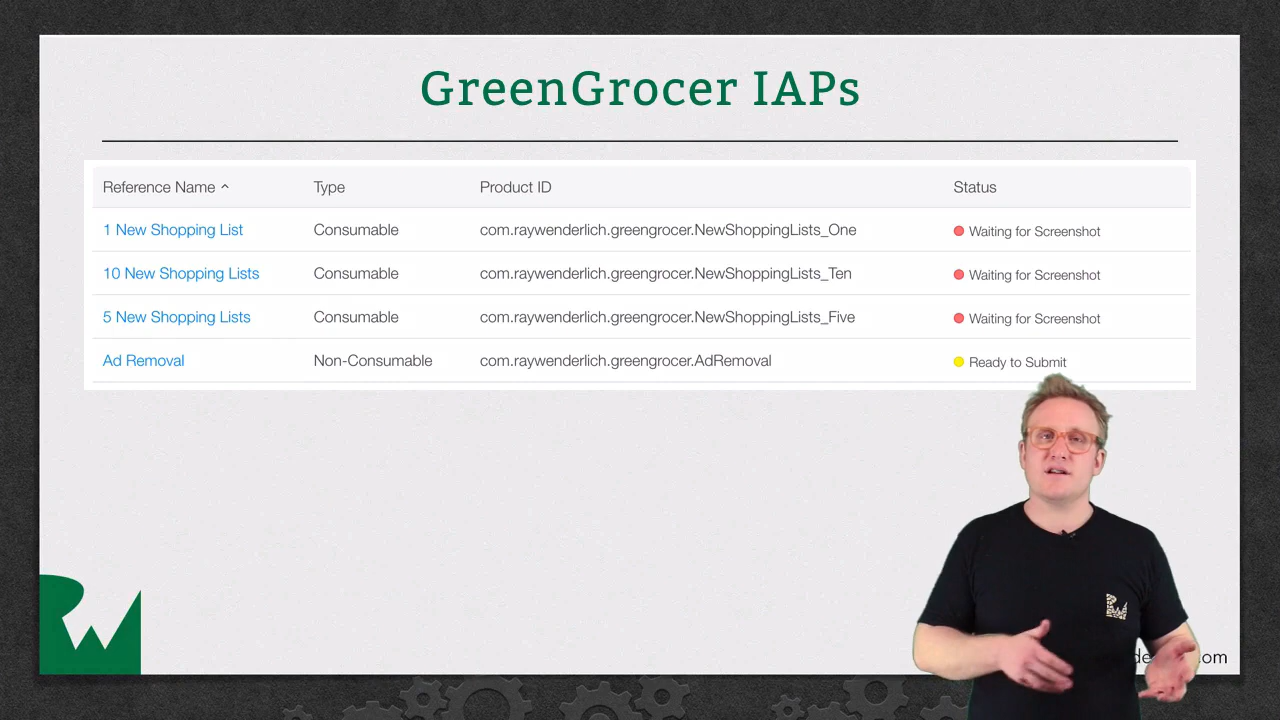 GreenGrocer IAPs
Reference Name Type Product ID Status
1 New Shopping List Consumable com.raywenderlich.greengrocer.NewShoppingLists_One Waiting for Screenshot
10 New Shopping Lists Consumable com.raywenderlich.greengrocer.NewShoppingLists_Ten Waiting for Screenshot
5 New Shopping Lists Consumable com.raywenderlich.greengrocer.NewShoppingLists_Five Waiting for Screenshot
Ad Removal Non-Consumable com.raywenderlich.greengrocer.AdRemoval Ready to Submit
RW
RW